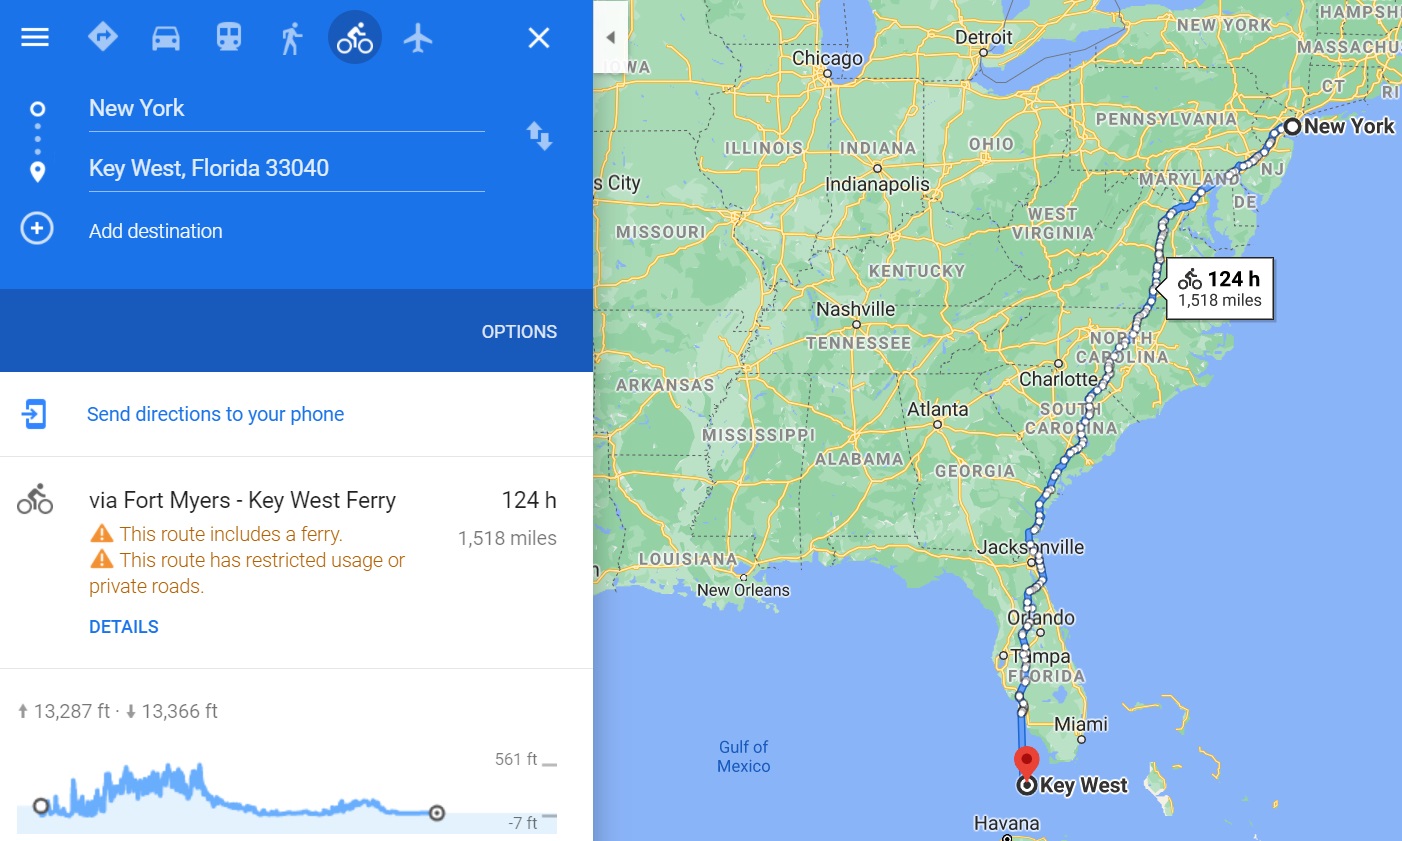 New York
Key West, Florida 33040
Add destination
OPTIONS
Send directions to your phone
via Fort Myers - Key West Ferry
124 h
This route includes a ferry.
1,518 miles
This route has restricted usage or
private roads.
DETAILS
13,287 ft · 13,366 ft
561 ft
-7 ft
IOWA
Chicago
Detroit
NEW YORK
HAMPSHI
MASSACHUS
CT
RI
PENNSYLVANIA
New York
ILLINOIS
INDIANA
OHIO
NJ
s City
Indianapolis
MARYLAND
DE
MISSOURI
WEST
VIRGINIA
KENTUCKY
124 h
1,518 miles
Nashville
TENNESSEE
NORTH
CAROLINA
ARKANSAS
Charlotte
Atlanta
SOUTH
CAROLINA
MISSISSIPPI
ALABAMA
GEORGIA
LOUISIANA
Jacksonville
n
New Orleans
Orlando
Tampa
FLORIDA
Miami
Gulf of
Mexico
Key West
Havana